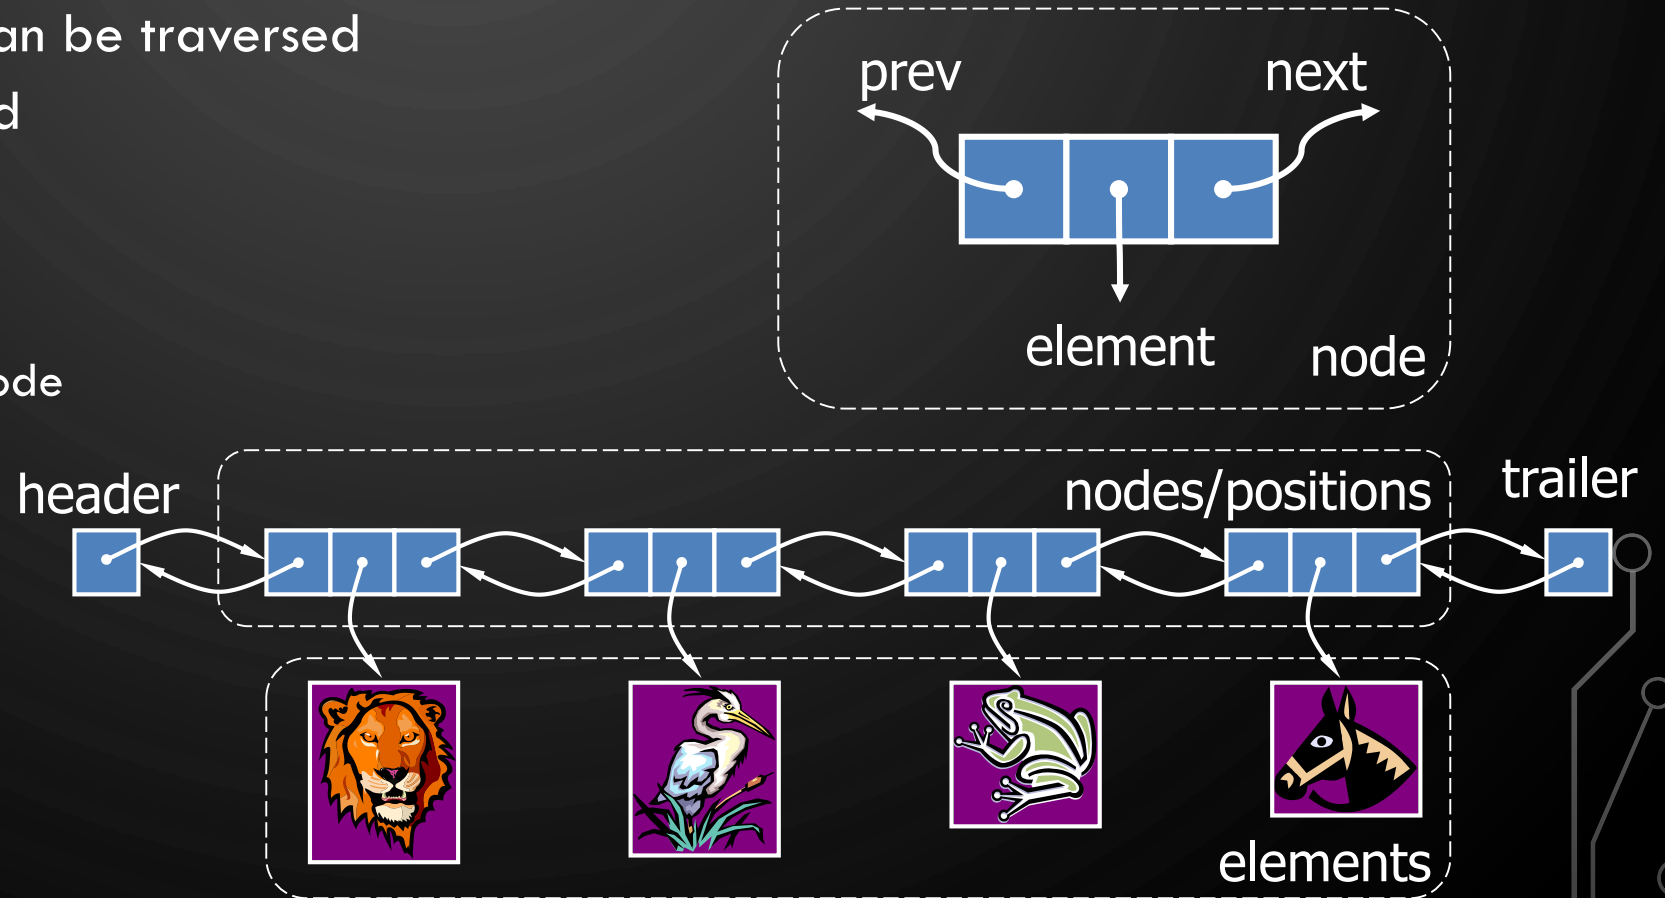 an be traversed
d
ode
prev
next
element
node
header
nodes/positions
trailer
elements